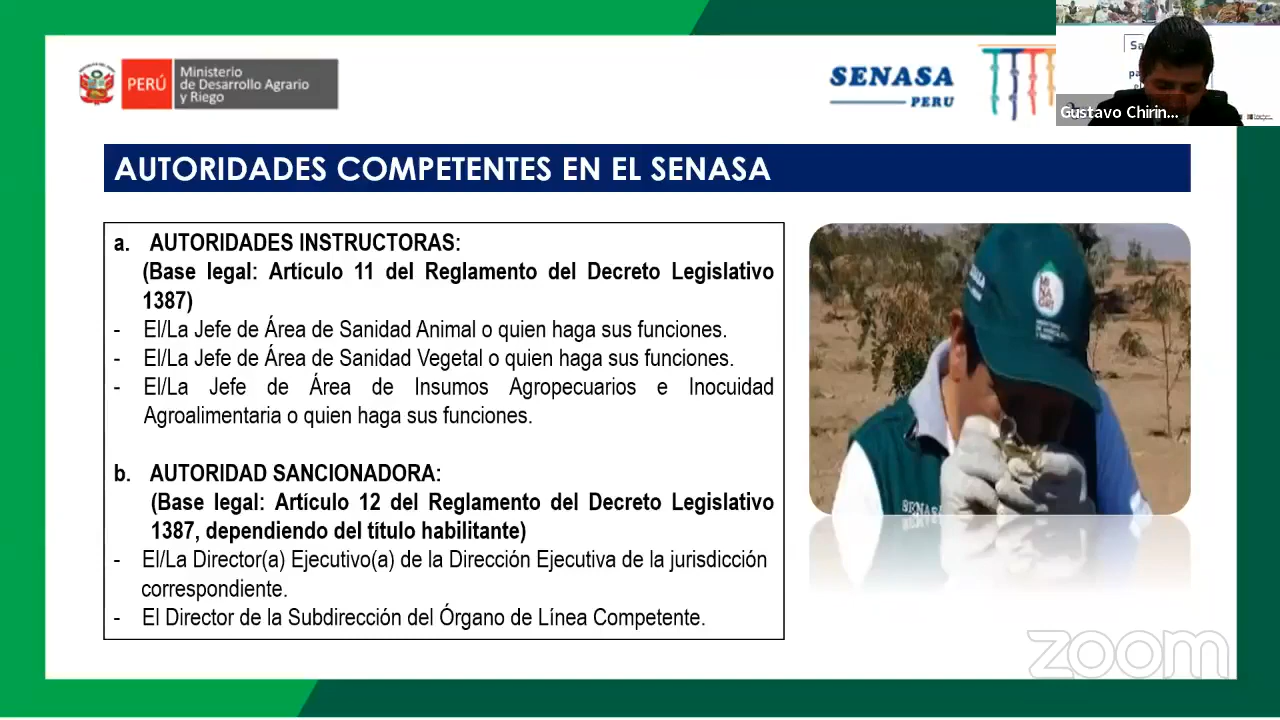 PERÚ
Ministerio
de Desarrollo Agrario
y Riego
SENASA
PERU
Gustavo Chirin...
AUTORIDADES COMPETENTES EN EL SENASA
a. AUTORIDADES INSTRUCTORAS:
(Base legal: Artículo 11 del Reglamento del Decreto Legislativo
1387)
- El/La Jefe de Área de Sanidad Animal o quien haga sus funciones.
- El/La Jefe de Área de Sanidad Vegetal o quien haga sus funciones.
- El/La Jefe de Área de Insumos Agropecuarios e Inocuidad
Agroalimentaria o quien haga sus funciones.
b. AUTORIDAD SANCIONADORA:
(Base legal: Artículo 12 del Reglamento del Decreto Legislativo
1387, dependiendo del título habilitante)
- El/La Director(a) Ejecutivo(a) de la Dirección Ejecutiva de la jurisdicción
correspondiente.
- El Director de la Subdirección del Órgano de Línea Competente.
SENASA
zoom